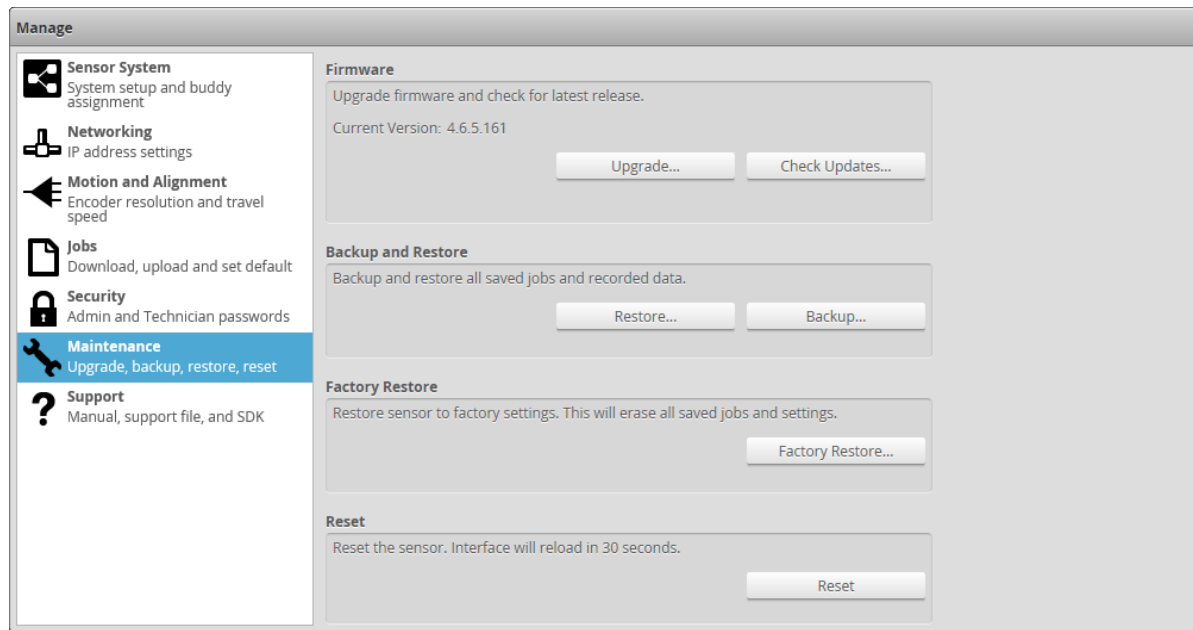 Manage
Sensor System
System setup and buddy
assignment
Networking
IP address settings
Motion and Alignment
Encoder resolution and travel
speed
Jobs
Download, upload and set default
Security
Admin and Technician passwords
Maintenance
Upgrade, backup, restore, reset
Support
Manual, support file, and SDK
Firmware
Upgrade firmware and check for latest release.
Current Version: 4.6.5.161
Upgrade... Check Updates...
Backup and Restore
Backup and restore all saved jobs and recorded data.
Restore... Backup...
Factory Restore
Restore sensor to factory settings. This will erase all saved jobs and settings.
Factory Restore...
Reset
Reset the sensor. Interface will reload in 30 seconds.
Reset